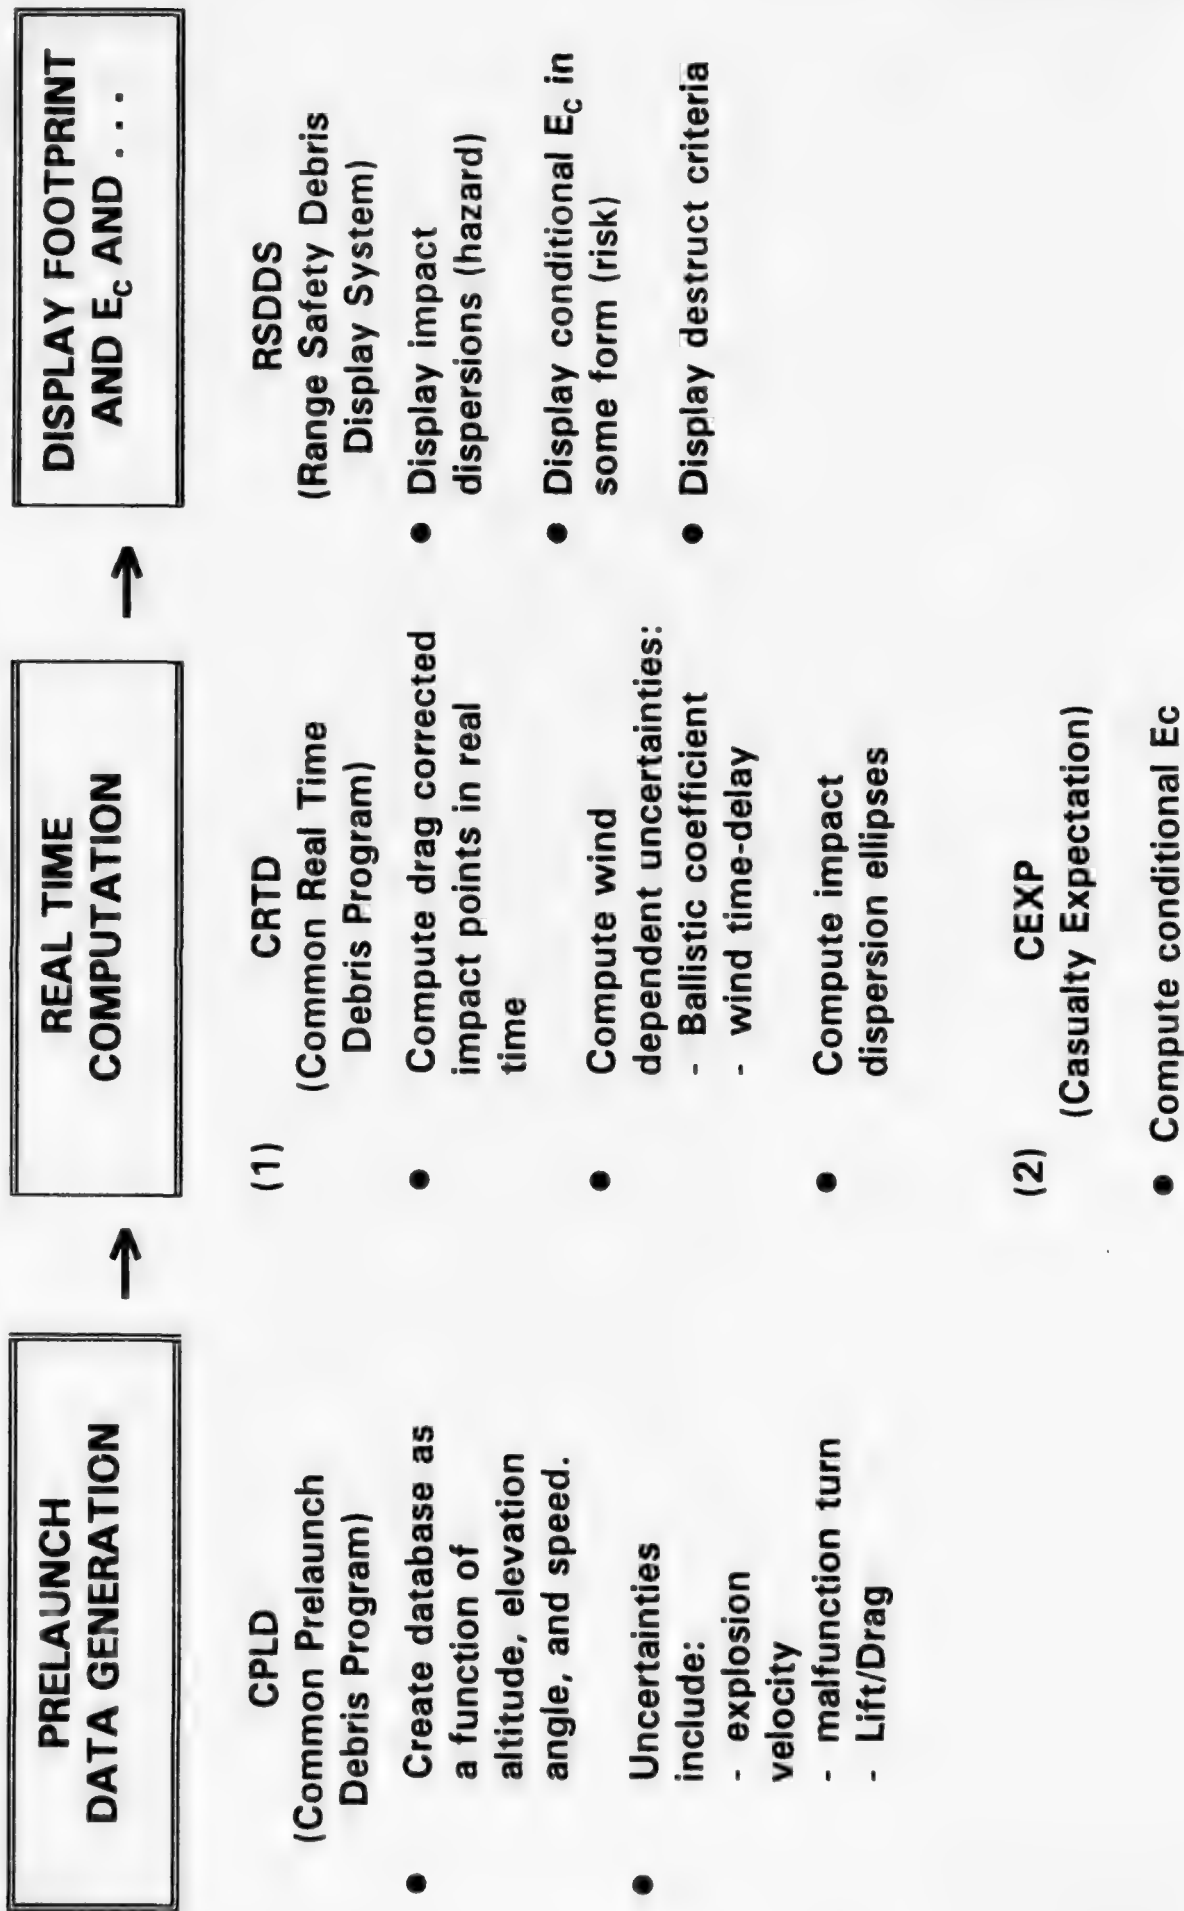 PRELAUNCH
DATA GENERATION
→
REAL TIME
COMPUTATION
→
DISPLAY FOOTPRINT
AND Ec AND . . .
CPLD
(Common Prelaunch
Debris Program)
● Create database as
a function of
altitude, elevation
angle, and speed.
● Uncertainties
include:
- explosion
velocity
- malfunction turn
- Lift/Drag
(1) CRTD
(Common Real Time
Debris Program)
● Compute drag corrected
impact points in real
time
● Compute wind
dependent uncertainties:
- Ballistic coefficient
- wind time-delay
● Compute impact
dispersion ellipses
(2) CEXP
(Casualty Expectation)
● Compute conditional Ec
RSDDS
(Range Safety Debris
Display System)
● Display impact
dispersions (hazard)
● Display conditional Ec in
some form (risk)
● Display destruct criteria